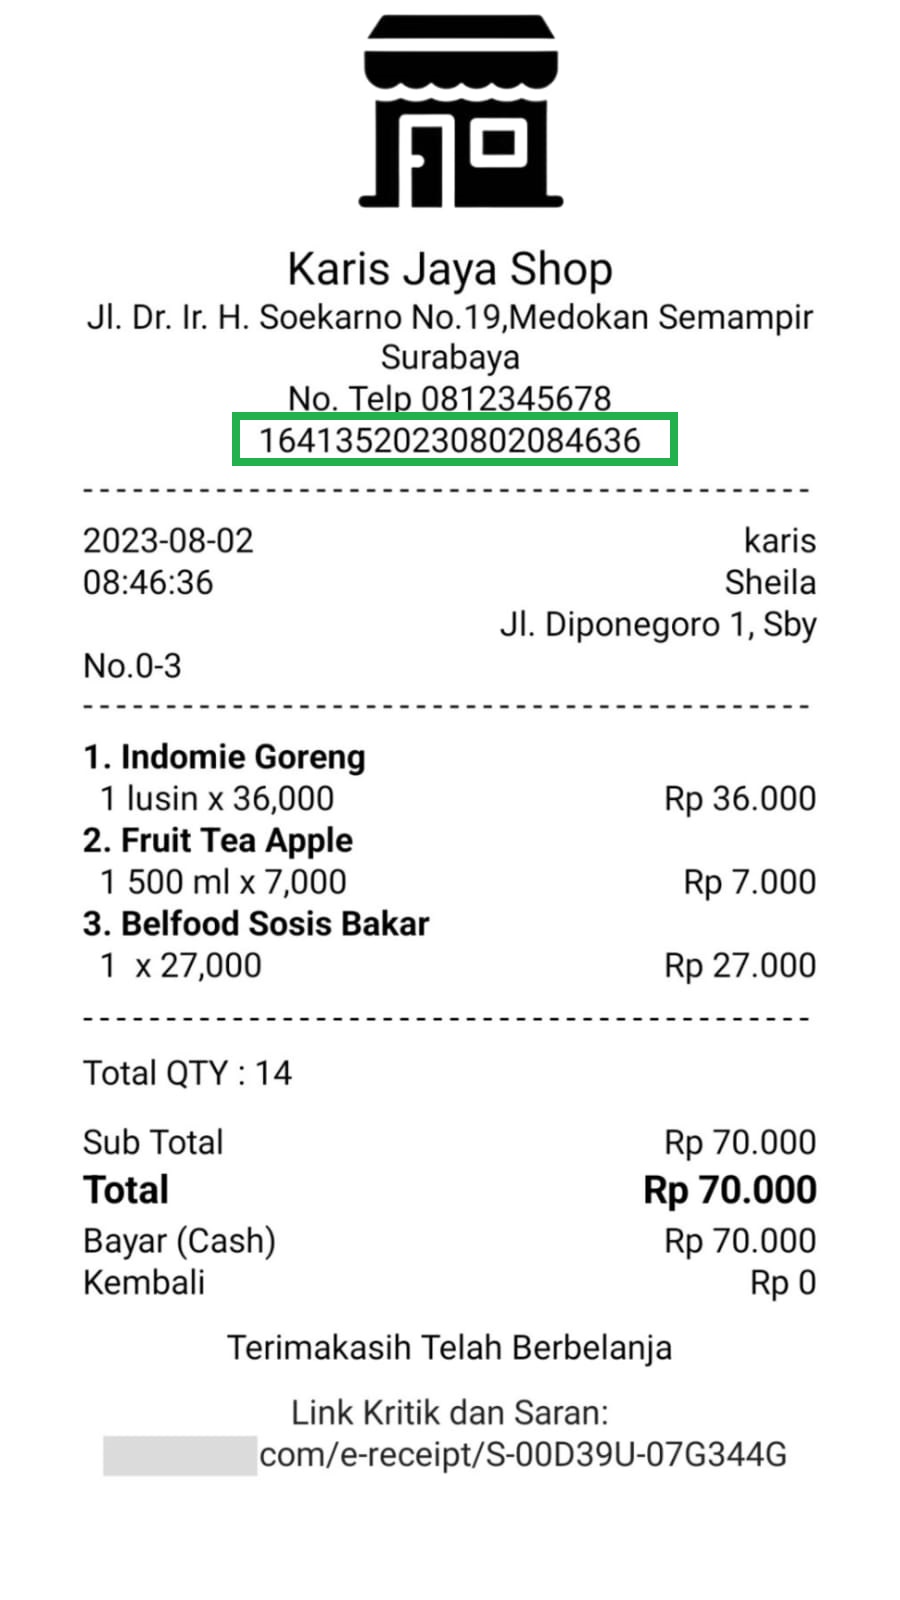 Karis Jaya Shop
Jl. Dr. Ir. H. Soekarno No.19,Medokan Semampir
Surabaya
No. Telp 0812345678
16413520230802084636
2023-08-02 karis
08:46:36 Sheila
Jl. Diponegoro 1, Sby
No.0-3
1. Indomie Goreng
1 lusin x 36,000 Rp 36.000
2. Fruit Tea Apple
1 500 ml x 7,000 Rp 7.000
3. Belfood Sosis Bakar
1 x 27,000 Rp 27.000
Total QTY : 14
Sub Total Rp 70.000
Total Rp 70.000
Bayar (Cash) Rp 70.000
Kembali Rp 0
Terimakasih Telah Berbelanja
Link Kritik dan Saran:
com/e-receipt/S-00D39U-07G344G